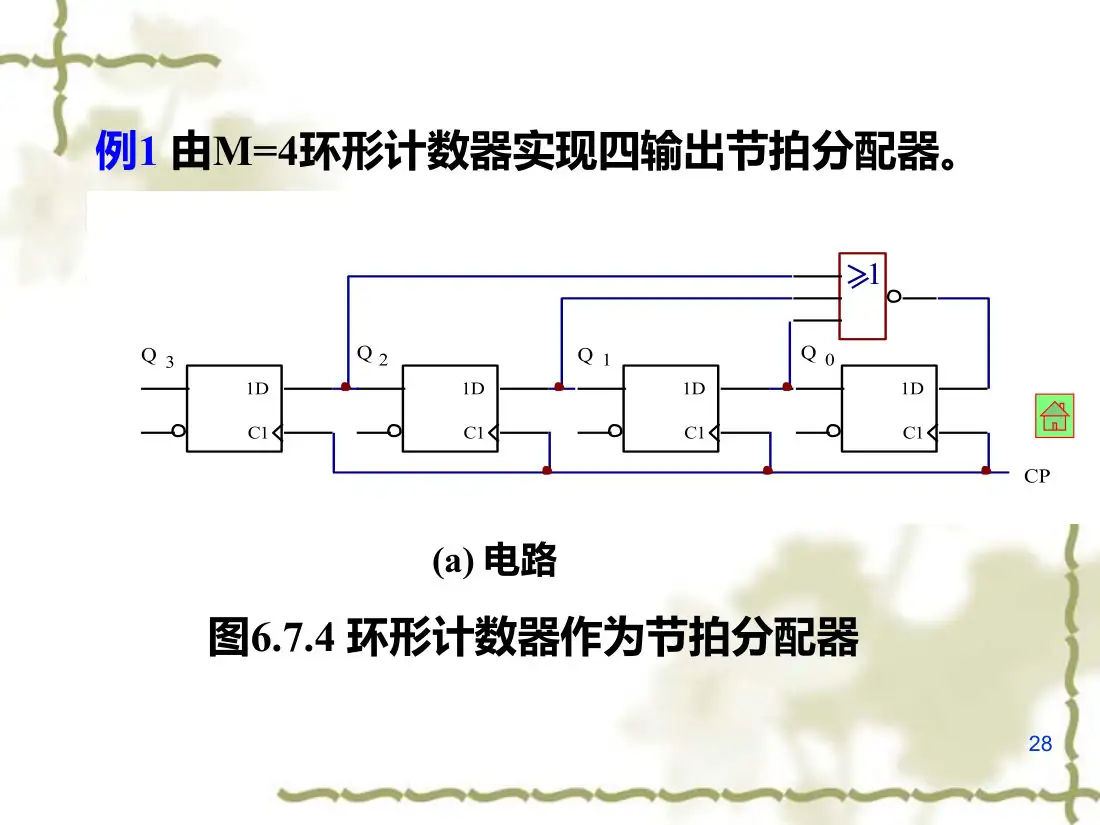 例1 由M=4环形计数器实现四输出节拍分配器。
≥1
Q 3 Q 2 Q 1 Q 0
1D 1D 1D 1D
C1 C1 C1 C1
CP
(a) 电路
图6.7.4 环形计数器作为节拍分配器
28